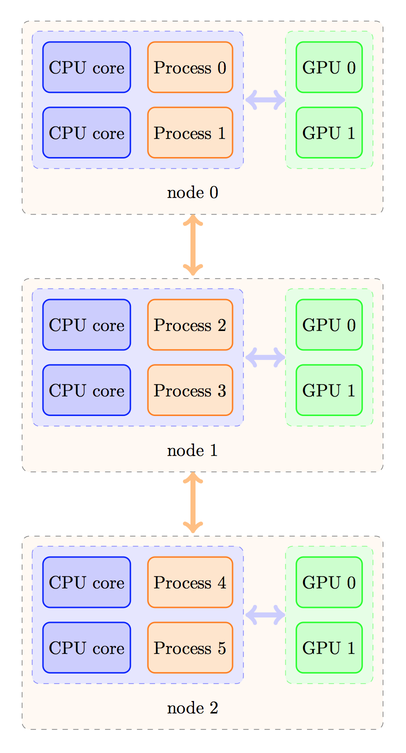 CPU core Process 0 GPU 0
CPU core Process 1 GPU 1
node 0
CPU core Process 2 GPU 0
CPU core Process 3 GPU 1
node 1
CPU core Process 4 GPU 0
CPU core Process 5 GPU 1
node 2